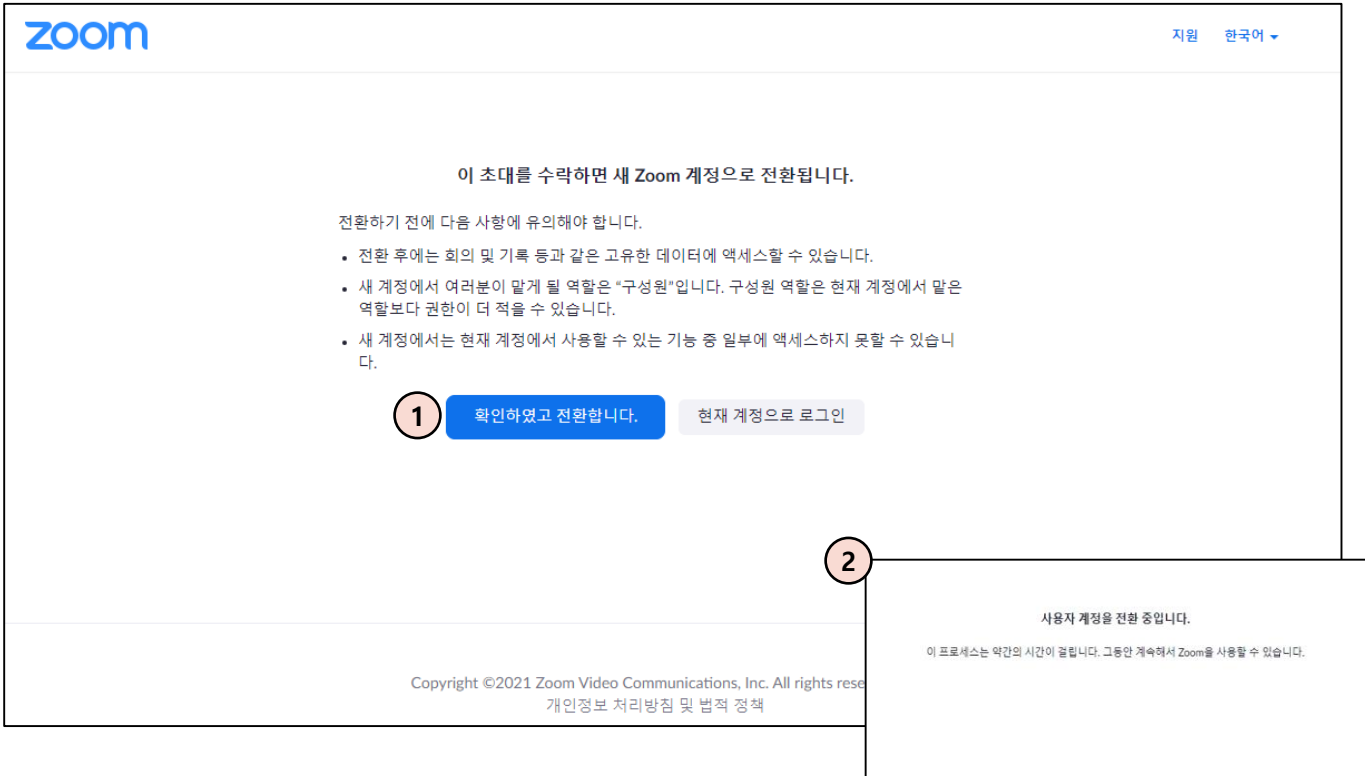 zoom
지원 한국어
이 초대를 수락하면 새 Zoom 계정으로 전환됩니다.
전환하기 전에 다음 사항에 유의해야 합니다.
• 전환 후에는 회의 및 기록 등과 같은 고유한 데이터에 액세스할 수 있습니다.
• 새 계정에서 여러분이 맡게 될 역할은 “구성원”입니다. 구성원 역할은 현재 계정에서 맡은
역할보다 권한이 더 적을 수 있습니다.
• 새 계정에서는 현재 계정에서 사용할 수 있는 기능 중 일부에 액세스하지 못할 수 있습니
다.
1 확인하였고 전환합니다. 현재 계정으로 로그인
2
사용자 계정을 전환 중입니다.
이 프로세스는 약간의 시간이 걸립니다. 그동안 계속해서 Zoom을 사용할 수 있습니다.
Copyright ©2021 Zoom Video Communications, Inc. All rights rese
개인정보 처리방침 및 법적 정책